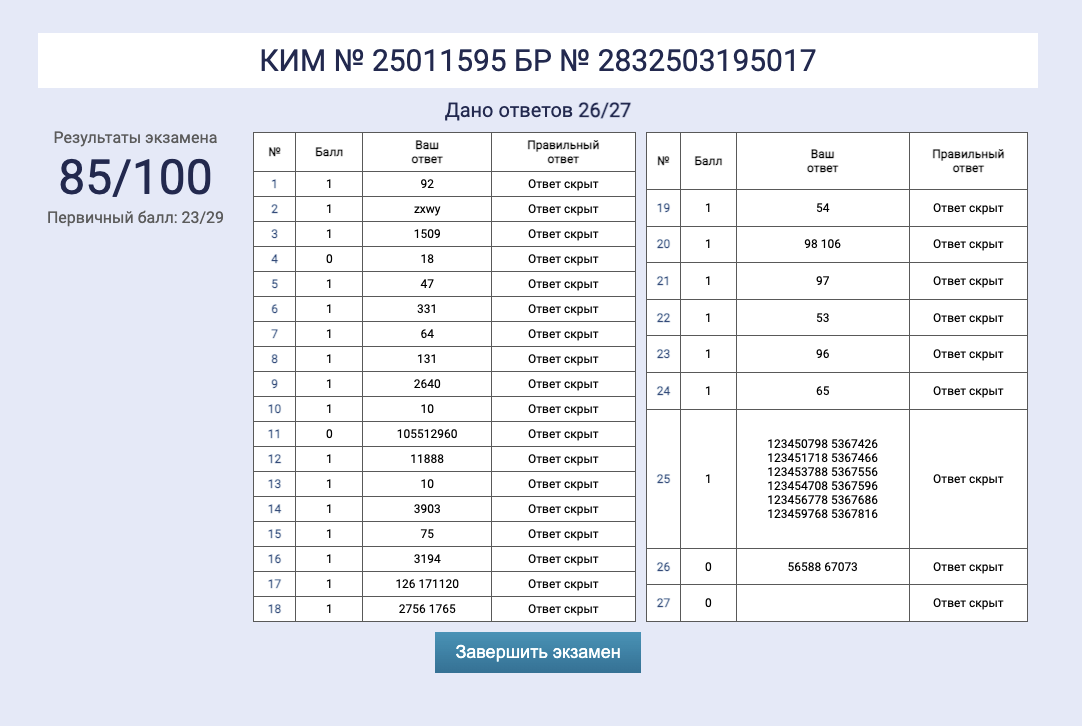 КИМ № 25011595 БР № 2832503195017
Дано ответов 26/27
Результаты экзамена
85/100
Первичный балл: 23/29
№ Балл Ваш ответ Правильный ответ
1 1 92 Ответ скрыт
2 1 zxwy Ответ скрыт
3 1 1509 Ответ скрыт
4 0 18 Ответ скрыт
5 1 47 Ответ скрыт
6 1 331 Ответ скрыт
7 1 64 Ответ скрыт
8 1 131 Ответ скрыт
9 1 2640 Ответ скрыт
10 1 10 Ответ скрыт
11 0 105512960 Ответ скрыт
12 1 11888 Ответ скрыт
13 1 10 Ответ скрыт
14 1 3903 Ответ скрыт
15 1 75 Ответ скрыт
16 1 3194 Ответ скрыт
17 1 126 171120 Ответ скрыт
18 1 2756 1765 Ответ скрыт
№ Балл Ваш ответ Правильный ответ
19 1 54 Ответ скрыт
20 1 98 106 Ответ скрыт
21 1 97 Ответ скрыт
22 1 53 Ответ скрыт
23 1 96 Ответ скрыт
24 1 65 Ответ скрыт
123450798 5367426
123451718 5367466
123453788 5367556
25 1 Ответ скрыт
123454708 5367596
123456778 5367686
123459768 5367816
26 0 56588 67073 Ответ скрыт
27 0 Ответ скрыт
Завершить экзамен